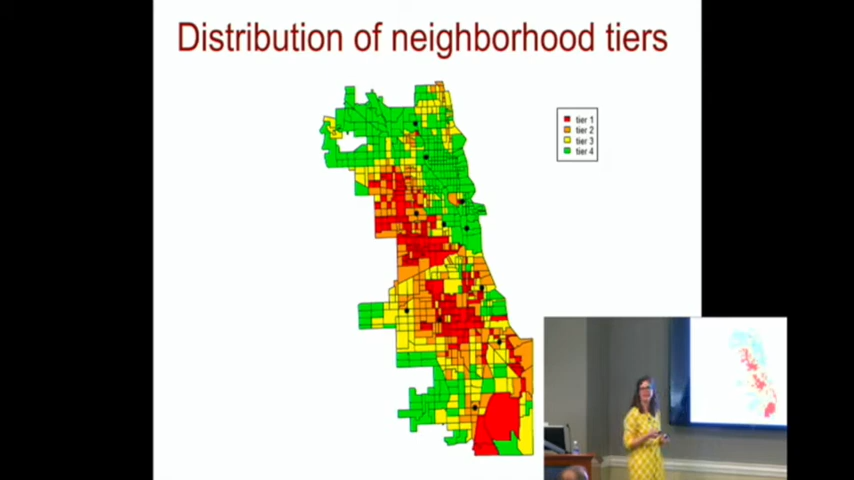 Distribution of neighborhood tiers
tier 1
tier 2
tier 3
tier 4